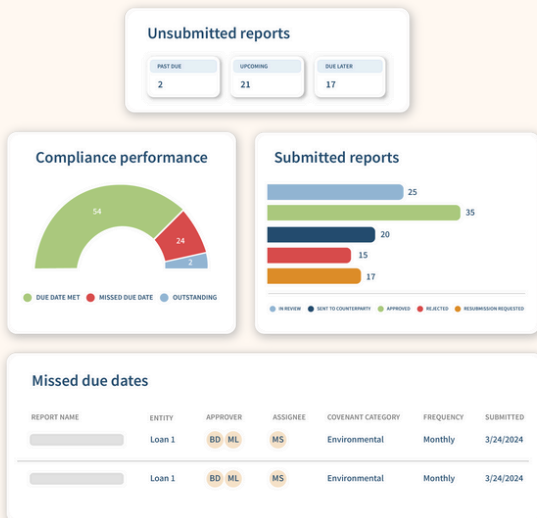 Unsubmitted reports
PAST DUE UPCOMING DUE LATER
2 21 17
Compliance performance
54
24
2
DUE DATE MET MISSED DUE DATE OUTSTANDING
Submitted reports
25
35
20
15
17
IN REVIEW SENT TO COUNTERPARTY APPROVED REJECTED RESUBMISSION REQUESTED
Missed due dates
REPORT NAME ENTITY APPROVER ASSIGNEE COVENANT CATEGORY FREQUENCY SUBMITTED
Loan 1 BD ML MS Environmental Monthly 3/24/2024
Loan 1 BD ML MS Environmental Monthly 3/24/2024